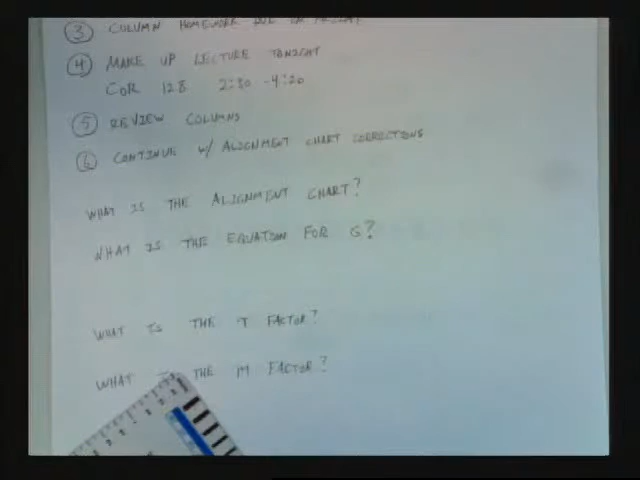 ③ COLUMN HOMEWORK DUE ON FRIDAY
④ MAKE UP LECTURE TONIGHT
COR 128 2:30 - 4:20
⑤ REVIEW COLUMNS
⑥ CONTINUE W/ ALIGNMENT CHART CORRECTIONS
WHAT IS THE ALIGNMENT CHART?
WHAT IS THE EQUATION FOR G?
WHAT IS THE T FACTOR?
WHAT IS THE M FACTOR?